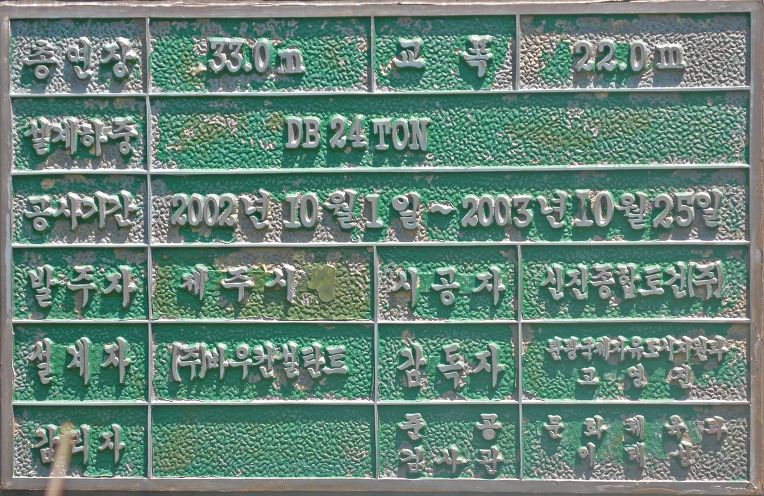 총연장 33.0m 교 폭 22.0m
설계하중 DB 24 TON
공사기간 2002년 10월 1일~2003년 10월 25일
발주자 제 주 시 시 공 자 신진종합토건(주)
설 계 자 (주)바우컨설탄트 감 독 자
고 영
감리자 준 공
검사관
이